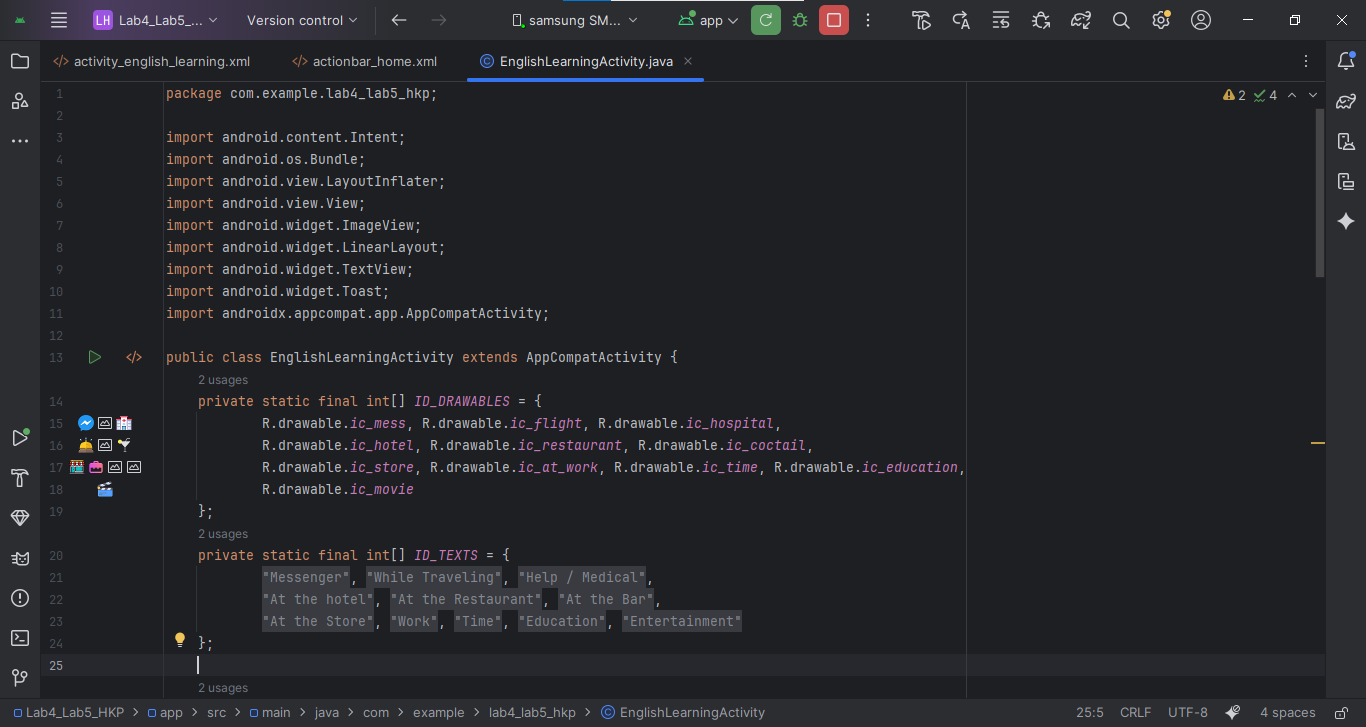 LH Lab4_Lab5_... Version control samsung SM... app
activity_english_learning.xml actionbar_home.xml EnglishLearningActivity.java
2 4
1 package com.example.lab4_lab5_hkp;
2
3 import android.content.Intent;
4 import android.os.Bundle;
5 import android.view.LayoutInflater;
6 import android.view.View;
7 import android.widget.ImageView;
8 import android.widget.LinearLayout;
9 import android.widget.TextView;
10 import android.widget.Toast;
11 import androidx.appcompat.app.AppCompatActivity;
12
13 public class EnglishLearningActivity extends AppCompatActivity {
2 usages
14 private static final int[] ID_DRAWABLES = {
15 R.drawable.ic_mess, R.drawable.ic_flight, R.drawable.ic_hospital,
16 R.drawable.ic_hotel, R.drawable.ic_restaurant, R.drawable.ic_coctail,
17 R.drawable.ic_store, R.drawable.ic_at_work, R.drawable.ic_time, R.drawable.ic_education,
18 R.drawable.ic_movie
19 };
2 usages
20 private static final int[] ID_TEXTS = {
21 "Messenger", "While Traveling", "Help / Medical",
22 "At the hotel", "At the Restaurant", "At the Bar",
23 "At the Store", "Work", "Time", "Education", "Entertainment"
24 };
25
2 usages
Lab4_Lab5_HKP > app > src > main > java > com > example > lab4_lab5_hkp > EnglishLearningActivity 25:5 CRLF UTF-8 4 spaces